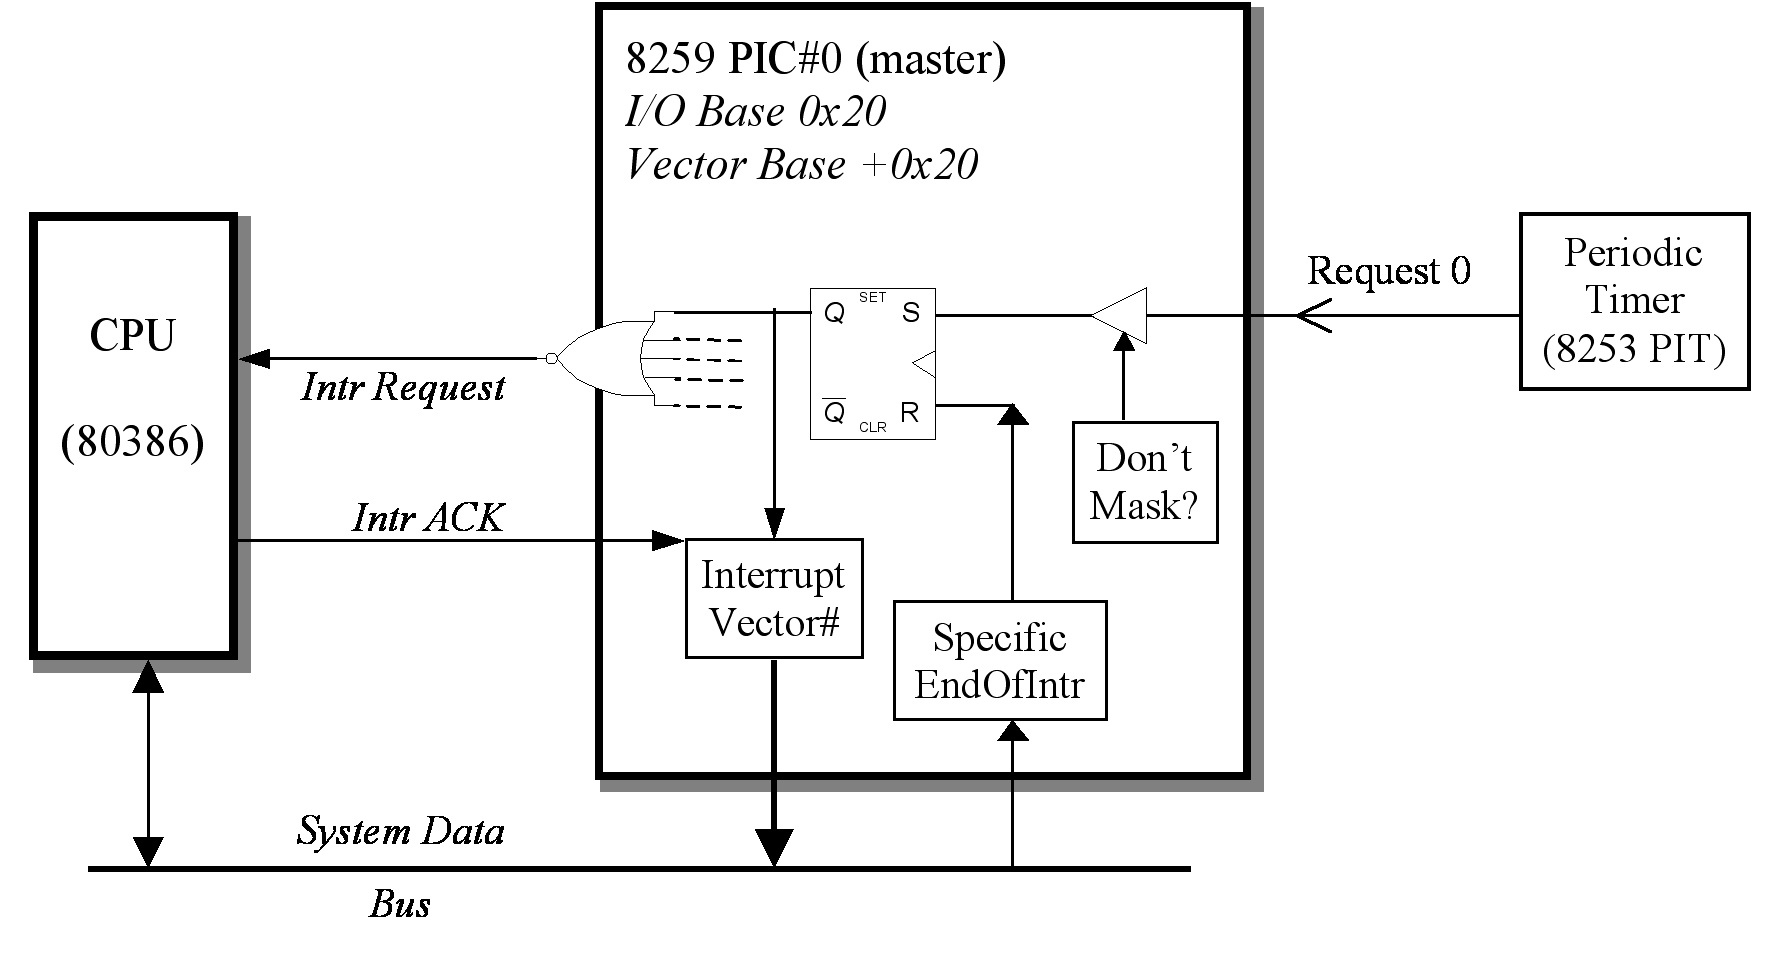 8259 PIC#0 (master)
I/O Base 0x20
Vector Base +0x20
CPU
(80386)
Intr Request
Intr ACK
Q
SET
S
Q
CLR
R
Request 0
Periodic
Timer
(8253 PIT)
Don’t
Mask?
Interrupt
Vector#
Specific
EndOfIntr
System Data
Bus